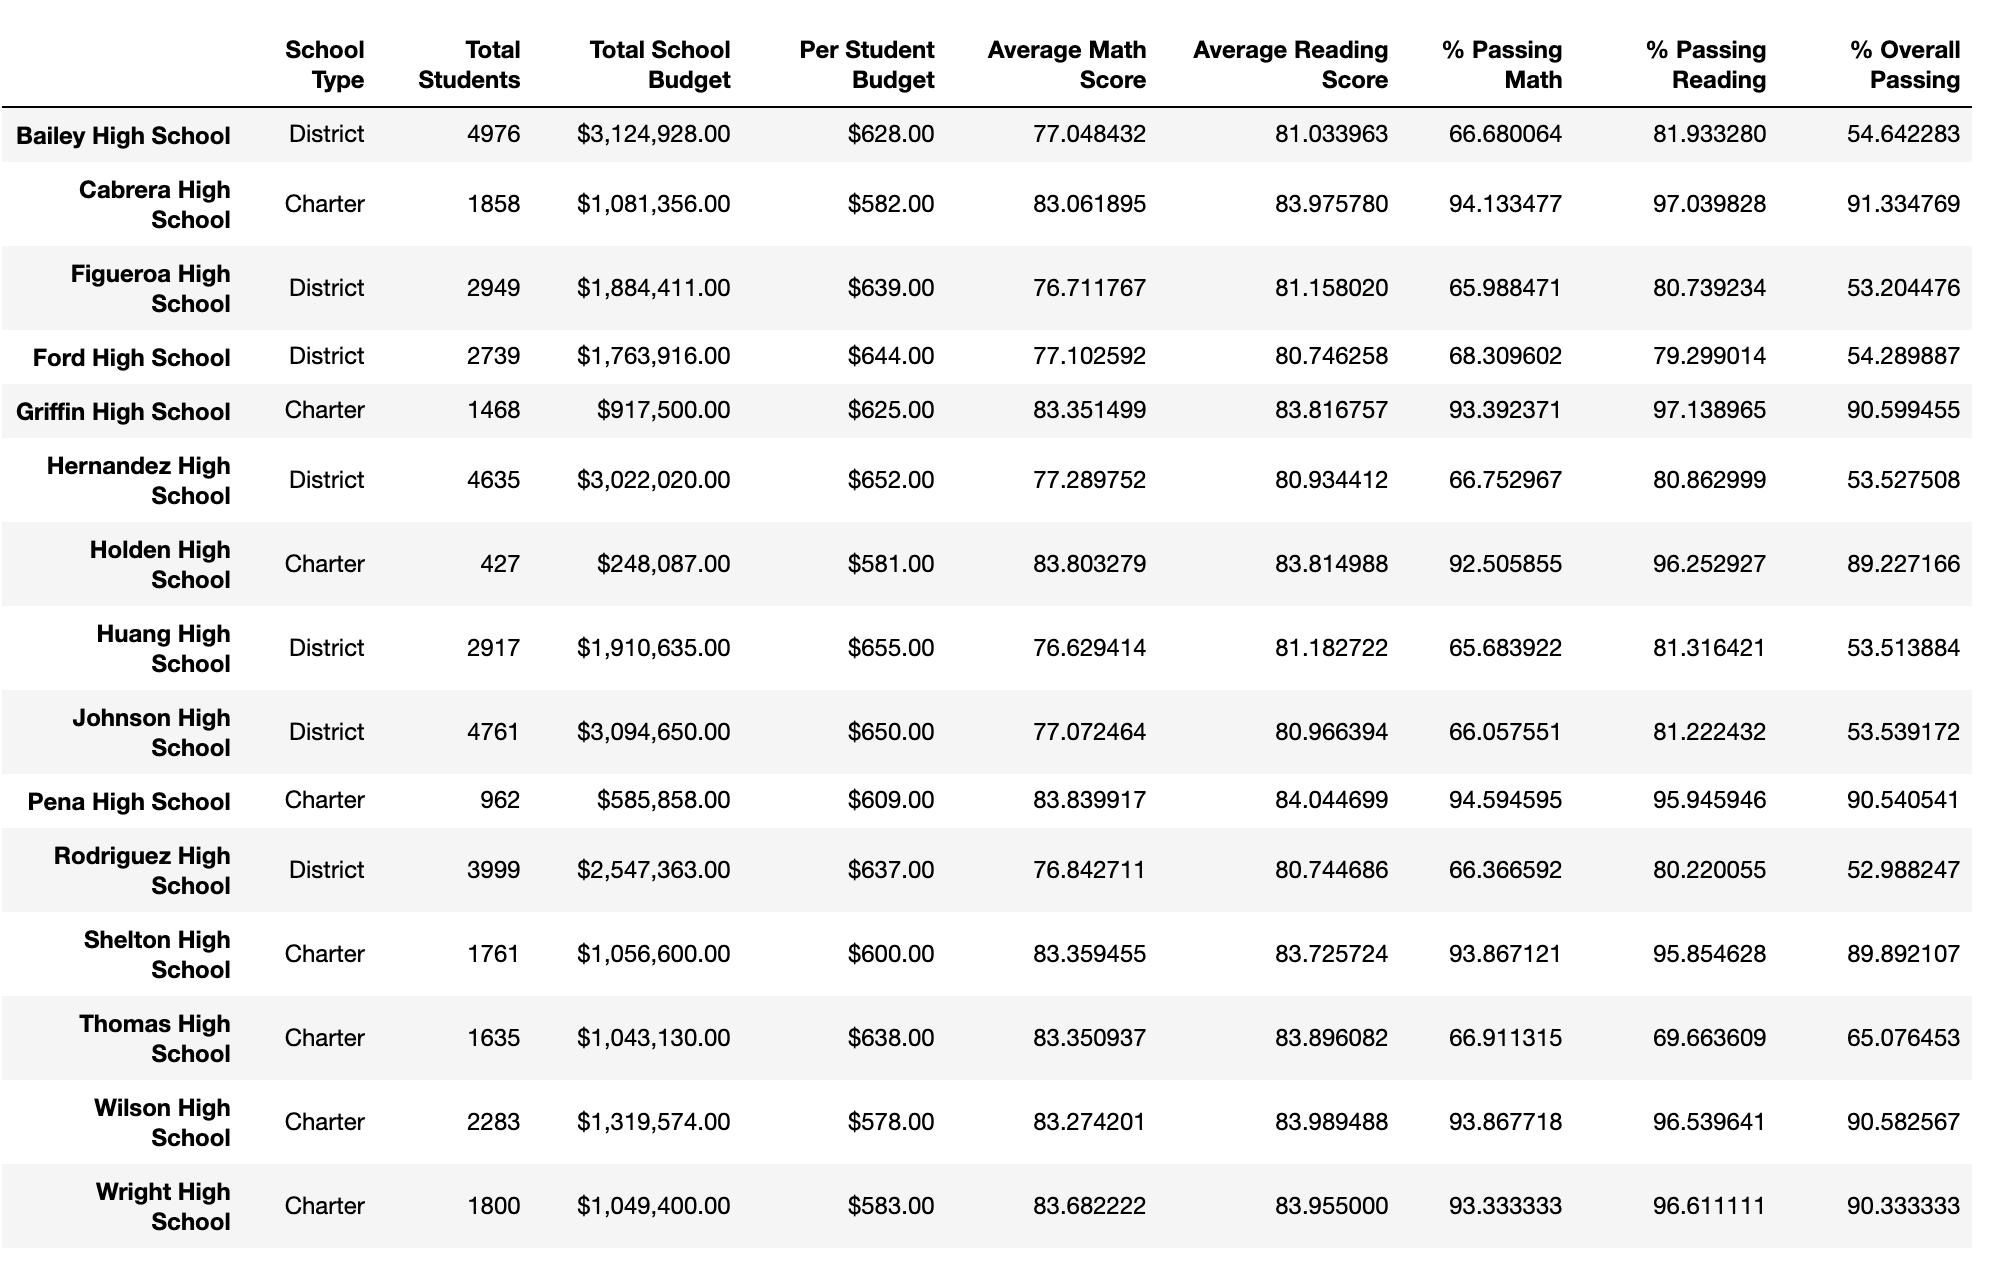 School Type Total Students Total School Budget Per Student Budget Average Math Score Average Reading Score % Passing Math % Passing Reading % Overall Passing
Bailey High School District 4976 $3,124,928.00 $628.00 77.048432 81.033963 66.680064 81.933280 54.642283
Cabrera High School Charter 1858 $1,081,356.00 $582.00 83.061895 83.975780 94.133477 97.039828 91.334769
Figueroa High School District 2949 $1,884,411.00 $639.00 76.711767 81.158020 65.988471 80.739234 53.204476
Ford High School District 2739 $1,763,916.00 $644.00 77.102592 80.746258 68.309602 79.299014 54.289887
Griffin High School Charter 1468 $917,500.00 $625.00 83.351499 83.816757 93.392371 97.138965 90.599455
Hernandez High School District 4635 $3,022,020.00 $652.00 77.289752 80.934412 66.752967 80.862999 53.527508
Holden High School Charter 427 $248,087.00 $581.00 83.803279 83.814988 92.505855 96.252927 89.227166
Huang High School District 2917 $1,910,635.00 $655.00 76.629414 81.182722 65.683922 81.316421 53.513884
Johnson High School District 4761 $3,094,650.00 $650.00 77.072464 80.966394 66.057551 81.222432 53.539172
Pena High School Charter 962 $585,858.00 $609.00 83.839917 84.044699 94.594595 95.945946 90.540541
Rodriguez High School District 3999 $2,547,363.00 $637.00 76.842711 80.744686 66.366592 80.220055 52.988247
Shelton High School Charter 1761 $1,056,600.00 $600.00 83.359455 83.725724 93.867121 95.854628 89.892107
Thomas High School Charter 1635 $1,043,130.00 $638.00 83.350937 83.896082 66.911315 69.663609 65.076453
Wilson High School Charter 2283 $1,319,574.00 $578.00 83.274201 83.989488 93.867718 96.539641 90.582567
Wright High School Charter 1800 $1,049,400.00 $583.00 83.682222 83.955000 93.333333 96.611111 90.333333